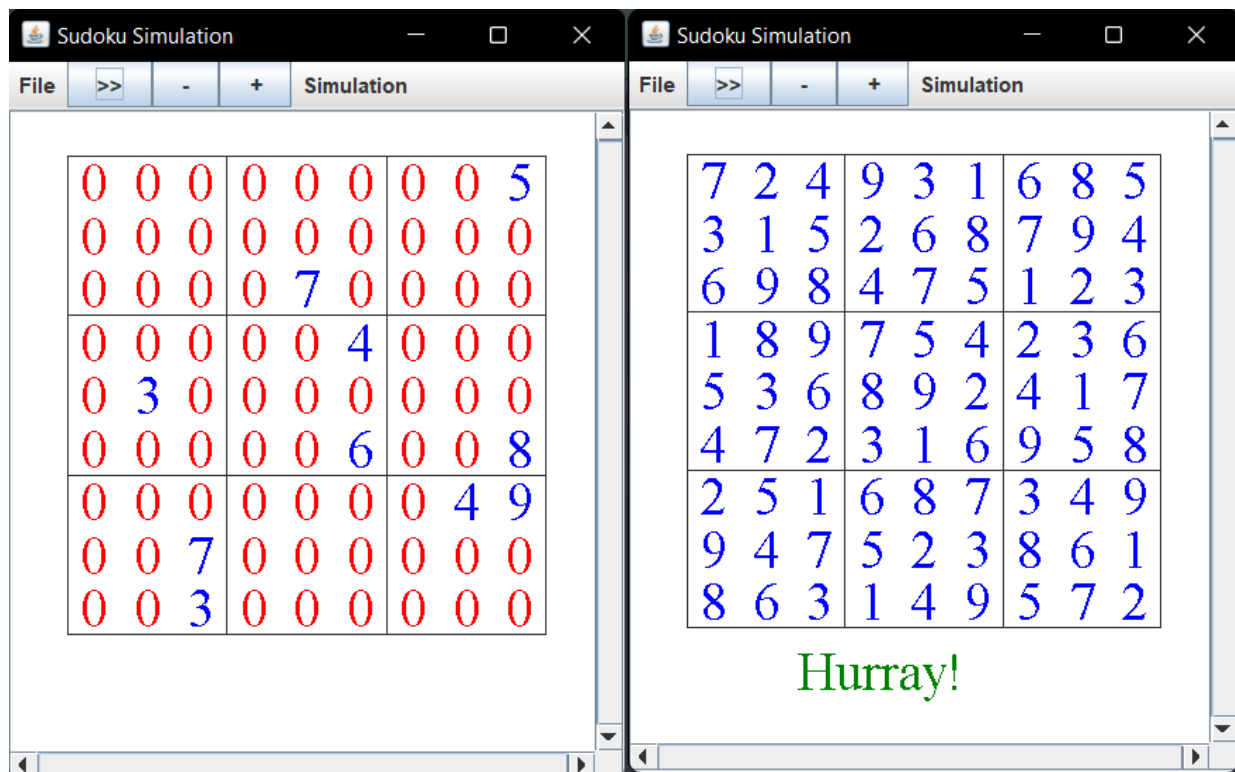 Sudoku Simulation
File >> - + Simulation
0 0 0 0 0 0 0 0 5
0 0 0 0 0 0 0 0 0
0 0 0 0 7 0 0 0 0
0 0 0 0 0 4 0 0 0
0 3 0 0 0 0 0 0 0
0 0 0 0 0 6 0 0 8
0 0 0 0 0 0 0 4 9
0 0 7 0 0 0 0 0 0
0 0 3 0 0 0 0 0 0
Sudoku Simulation
File >> - + Simulation
7 2 4 9 3 1 6 8 5
3 1 5 2 6 8 7 9 4
6 9 8 4 7 5 1 2 3
1 8 9 7 5 4 2 3 6
5 3 6 8 9 2 4 1 7
4 7 2 3 1 6 9 5 8
2 5 1 6 8 7 3 4 9
9 4 7 5 2 3 8 6 1
8 6 3 1 4 9 5 7 2
Hurray!